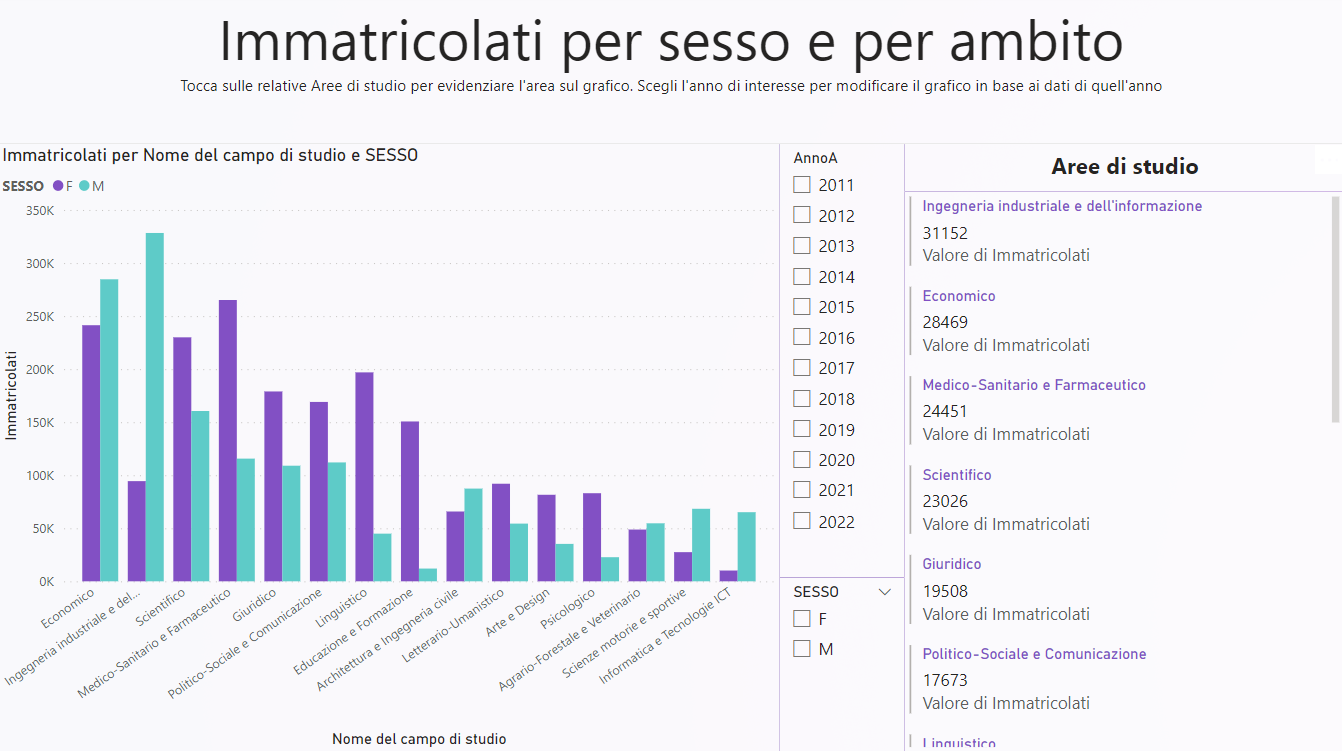 Immatricolati per sesso e per ambito
Tocca sulle relative Aree di studio per evidenziare l'area sul grafico. Scegli l'anno di interesse per modificare il grafico in base ai dati di quell'anno
Immatricolati per Nome del campo di studio e SESSO
SESSO F M
350K
300K
250K
200K
150K
100K
50K
0K
Immatricolati
Economico
Ingegneria industriale e del...
Scientifico
Medico-Sanitario e Farmaceutico
Giuridico
Politico-Sociale e Comunicazione
Linguistico
Educazione e Formazione
Architettura e Ingegneria civile
Letterario-Umanistico
Arte e Design
Psicologico
Agrario-Forestale e Veterinario
Scienze motorie e sportive
Informatica e Tecnologie ICT
Nome del campo di studio
AnnoA
2011
2012
2013
2014
2015
2016
2017
2018
2019
2020
2021
2022
SESSO
F
M
Aree di studio
Ingegneria industriale e dell'informazione
31152
Valore di Immatricolati
Economico
28469
Valore di Immatricolati
Medico-Sanitario e Farmaceutico
24451
Valore di Immatricolati
Scientifico
23026
Valore di Immatricolati
Giuridico
19508
Valore di Immatricolati
Politico-Sociale e Comunicazione
17673
Valore di Immatricolati
Linguistico